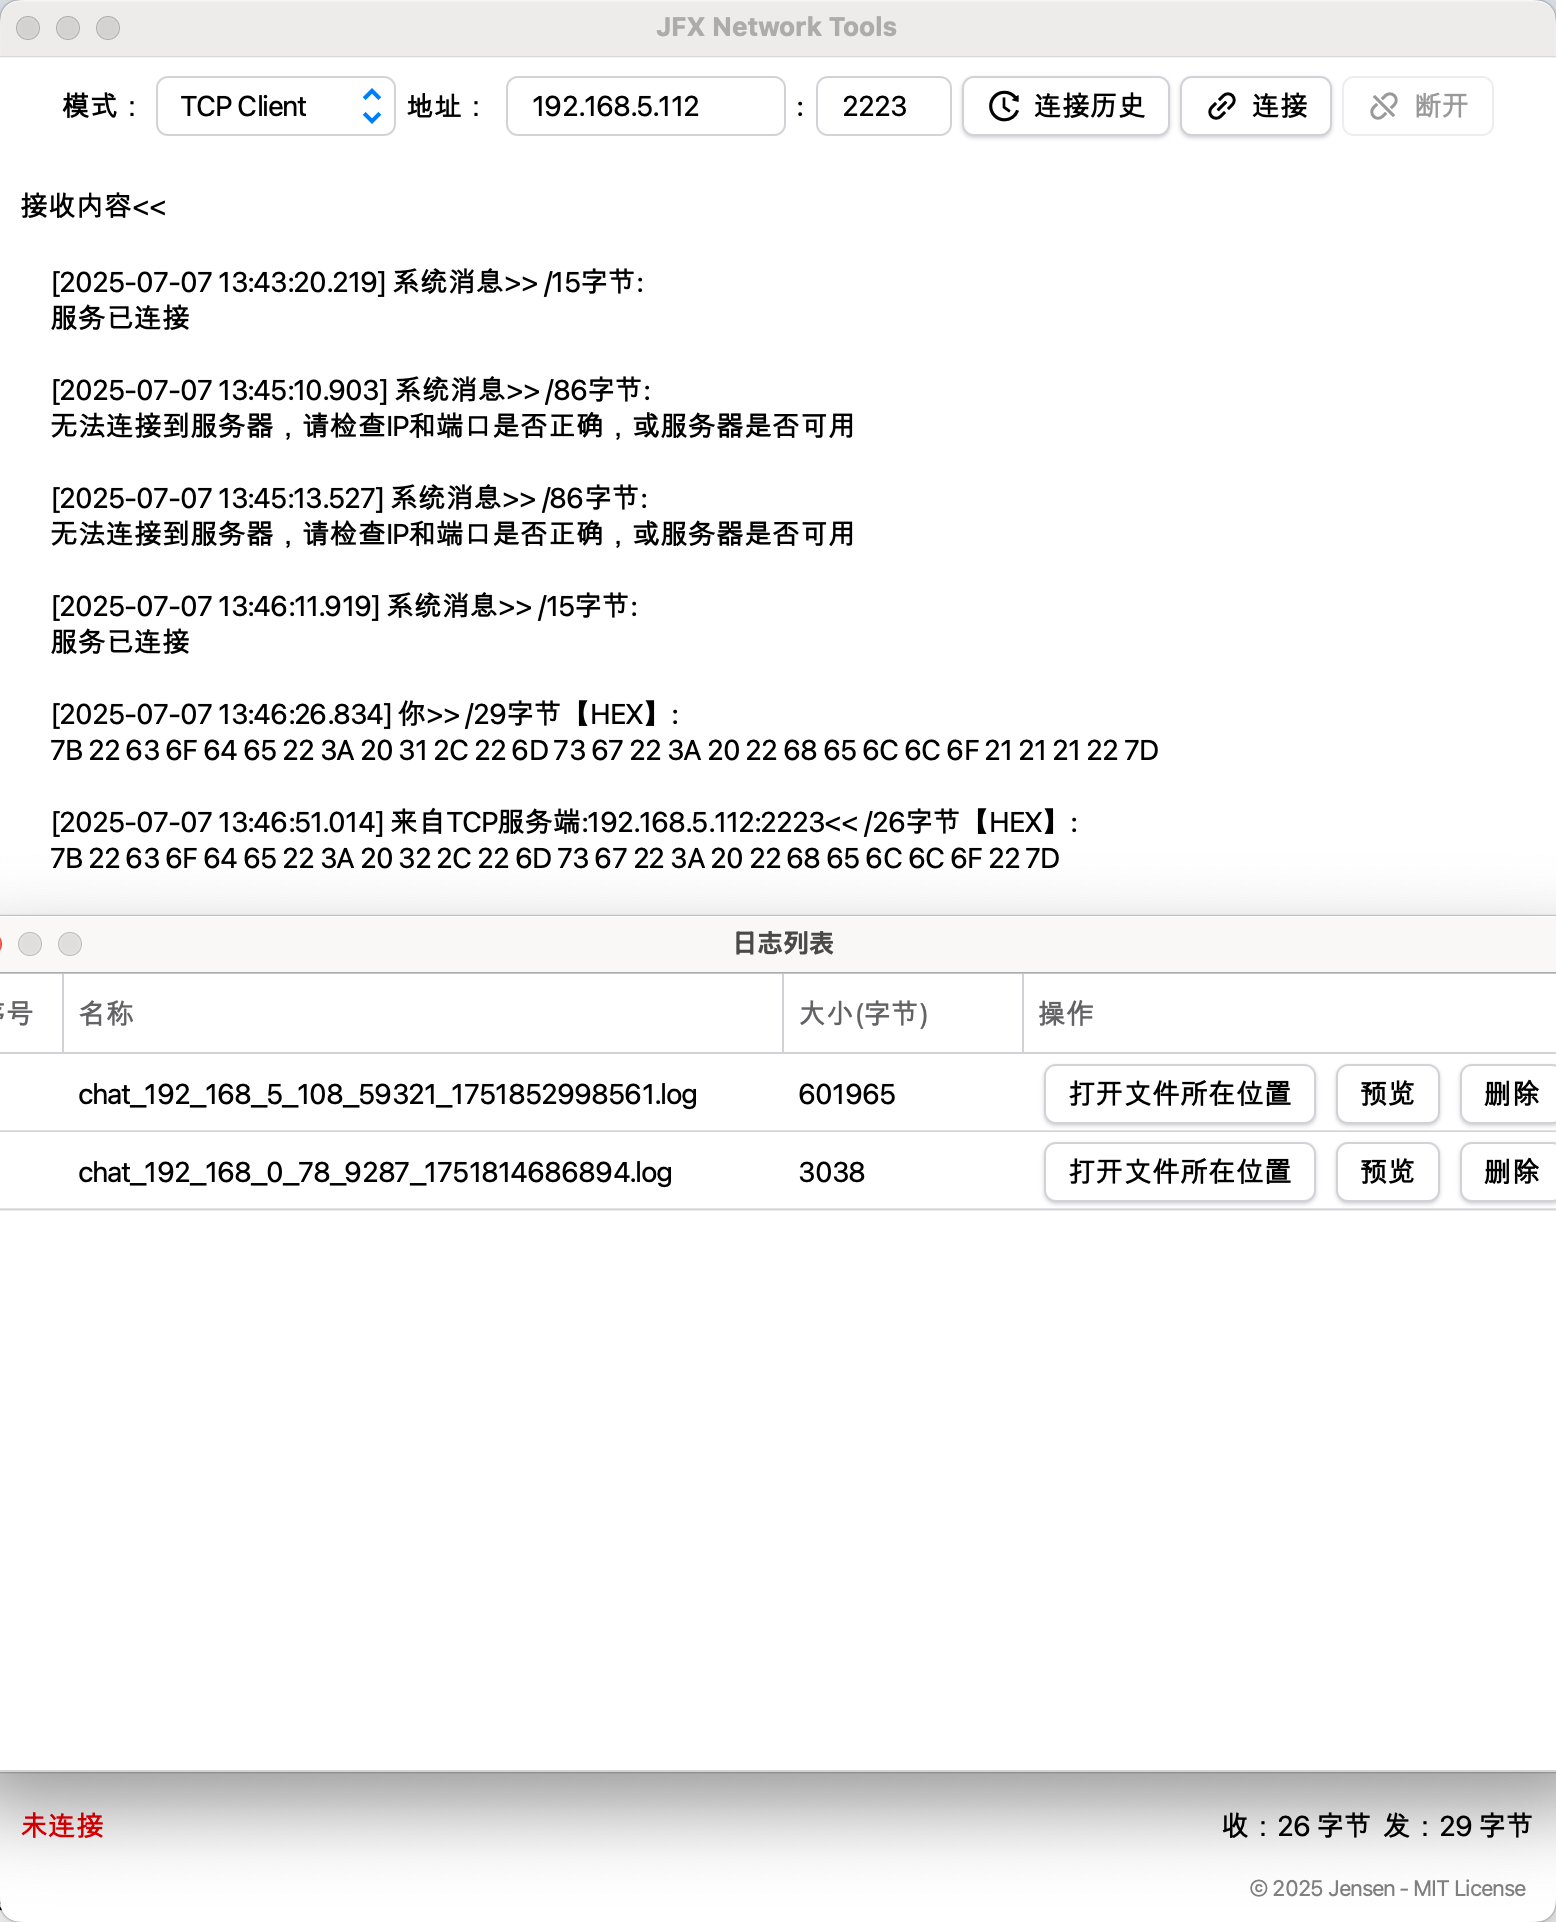 JFX Network Tools
模式： TCP Client 地址： 192.168.5.112 : 2223 连接历史 连接 断开
接收内容<<
[2025-07-07 13:43:20.219] 系统消息>> /15字节:
服务已连接
[2025-07-07 13:45:10.903] 系统消息>> /86字节:
无法连接到服务器，请检查IP和端口是否正确，或服务器是否可用
[2025-07-07 13:45:13.527] 系统消息>> /86字节:
无法连接到服务器，请检查IP和端口是否正确，或服务器是否可用
[2025-07-07 13:46:11.919] 系统消息>> /15字节:
服务已连接
[2025-07-07 13:46:26.834] 你>> /29字节【HEX】:
7B 22 63 6F 64 65 22 3A 20 31 2C 22 6D 73 67 22 3A 20 22 68 65 6C 6C 6F 21 21 21 22 7D
[2025-07-07 13:46:51.014] 来自TCP服务端:192.168.5.112:2223<< /26字节【HEX】:
7B 22 63 6F 64 65 22 3A 20 32 2C 22 6D 73 67 22 3A 20 22 68 65 6C 6C 6F 22 7D
日志列表
序号 名称 大小(字节) 操作
chat_192_168_5_108_59321_1751852998561.log 601965 打开文件所在位置 预览 删除
chat_192_168_0_78_9287_1751814686894.log 3038 打开文件所在位置 预览 删除
未连接 收：26 字节 发：29 字节
© 2025 Jensen - MIT License